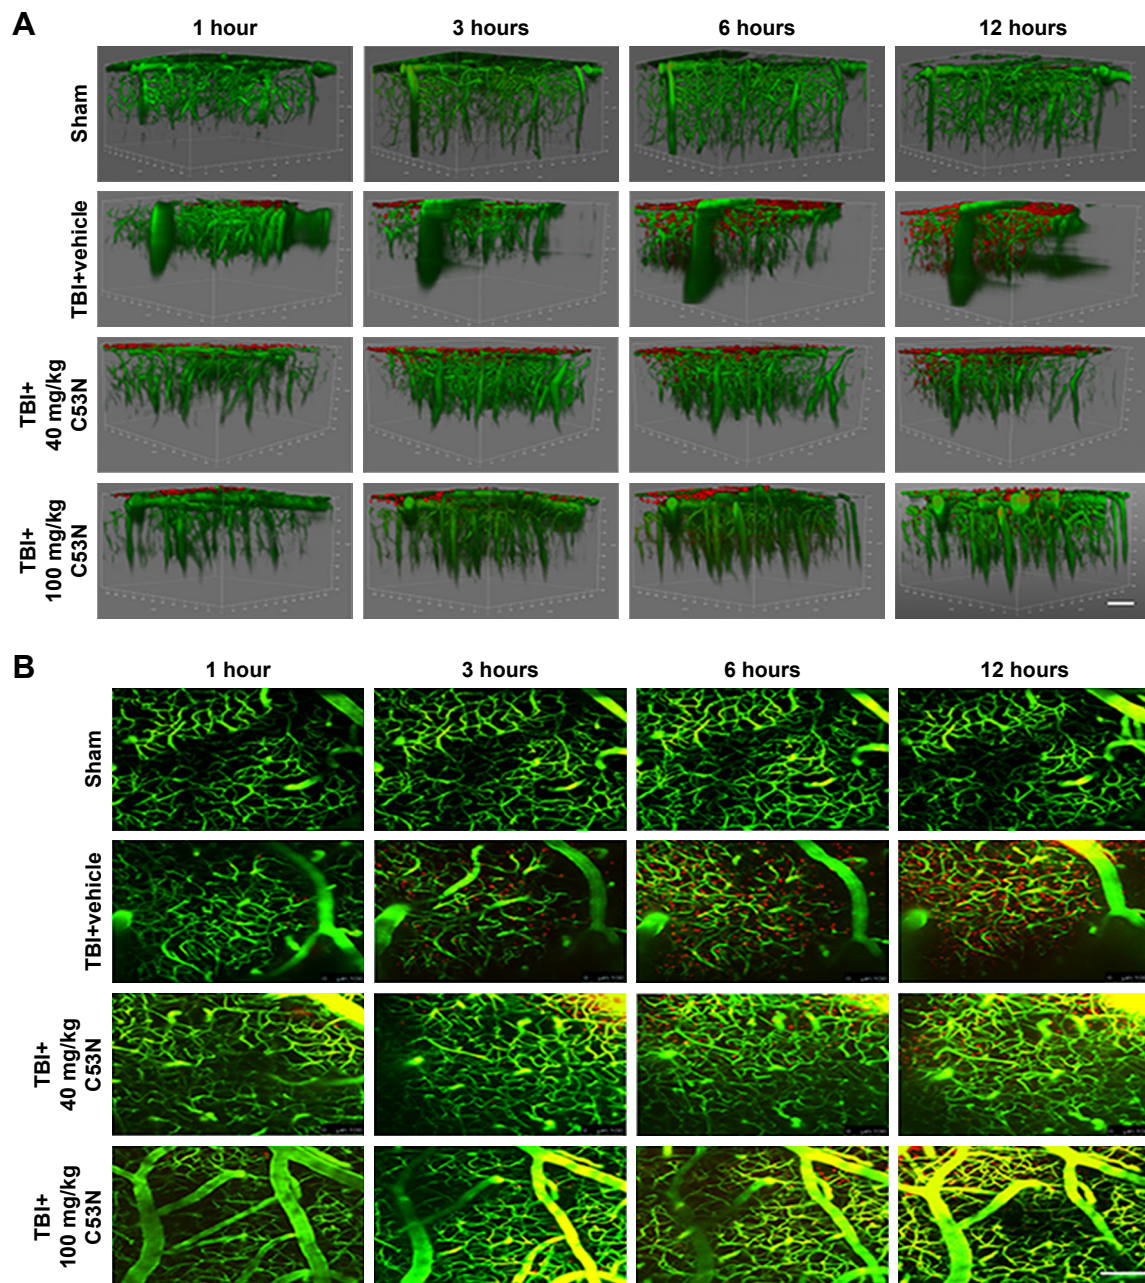 A
1 hour
3 hours
6 hours
12 hours
Sham
TBI+vehicle
TBI+
40 mg/kg
C53N
TBI+
100 mg/kg
C53N
B
1 hour
3 hours
6 hours
12 hours
Sham
TBI+vehicle
TBI+
40 mg/kg
C53N
TBI+
100 mg/kg
C53N